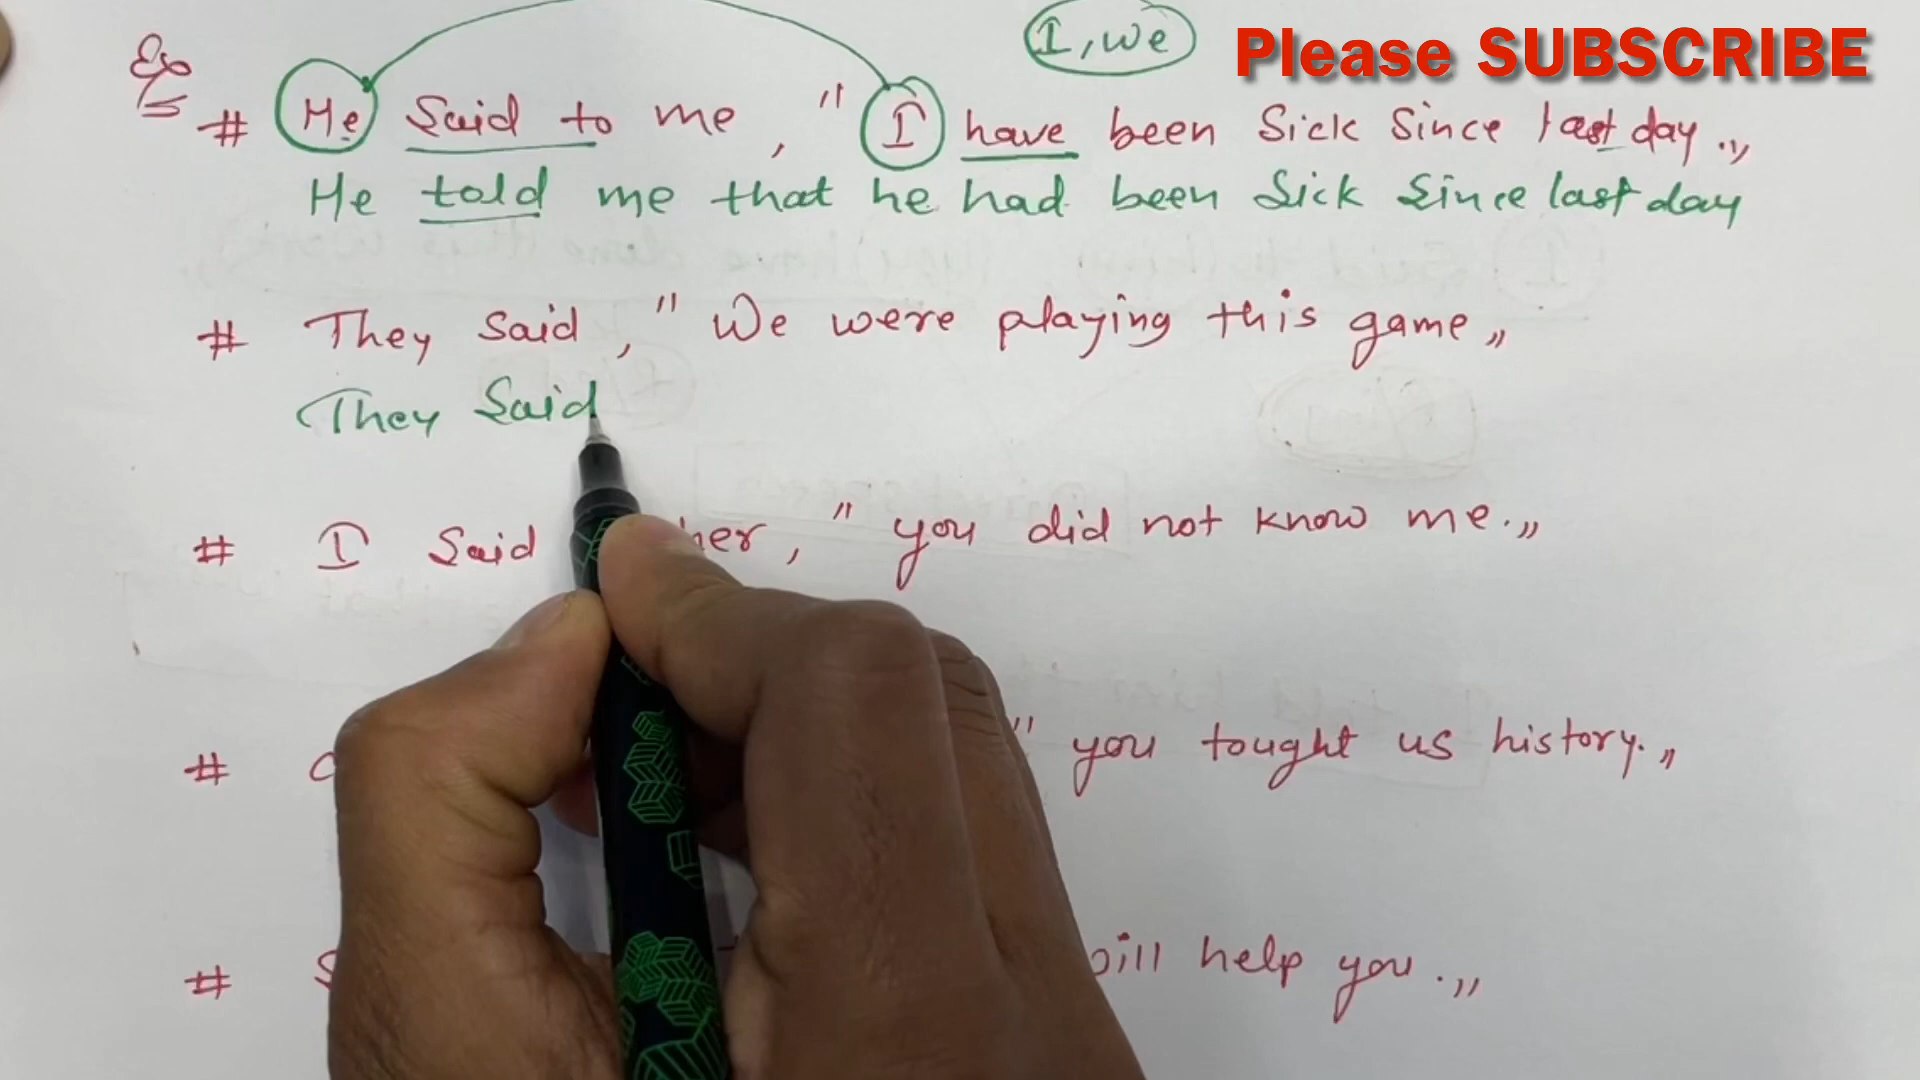 I, we
Please SUBSCRIBE
Exs
# He Said to me, "I have been Sick Since last day."
He told me that he had been Sick Since last day
# They said, "We were playing this game"
They Said
# I Said her, "you did not know me."
# " you tought us history."
# will help you."